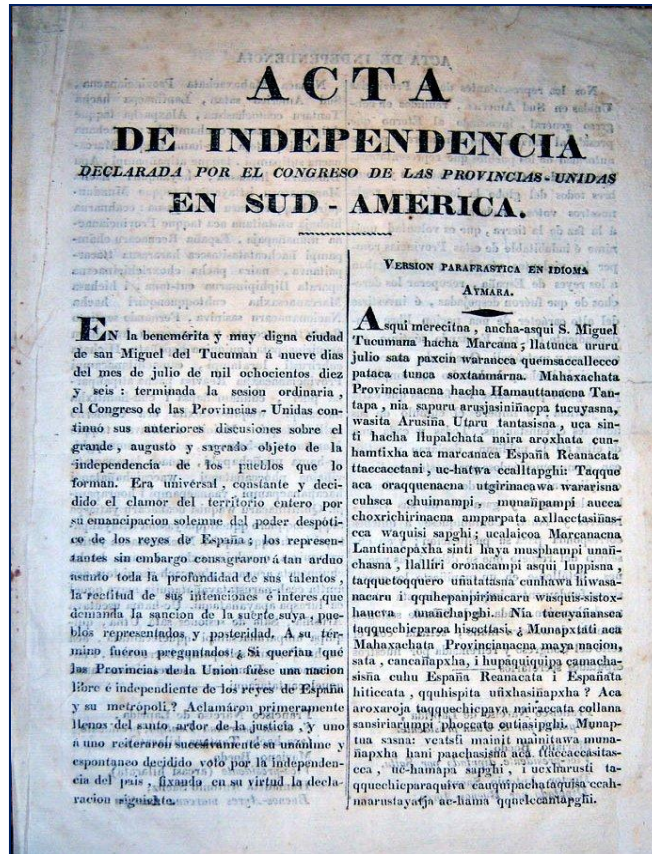 ACTA
DE INDEPENDENCIA
DECLARADA POR EL CONGRESO DE LAS PROVINCIAS-UNIDAS
EN SUD-AMERICA.
EN la benemérita y muy digna ciudad
de san Miguel del Tucuman á nueve dias
del mes de julio de mil ochocientos diez
y seis: terminada la sesion ordinaria,
el Congreso de las Provincias-Unidas con-
tinuó sus anteriores discusiones sobre el
grande, augusto y sagrado objeto de la
independencia de los pueblos que lo
forman. Era universal, constante y deci-
dido el clamor del territorio entero por
su emancipacion solemne del poder despóti-
co de los reyes de España; los represen-
tantes sin embargo consagraron á tan arduo
asunto toda la profundidad de sus talentos,
la rectitud de sus intenciones é interes que
demanda la sancion de la suerte suya, pue-
blos representados y posteridad. A su tér-
mino fuéron preguntados ¿ Si querian que
las Provincias de la Union fuese una nacion
libre é independiente de los reyes de España
y su metrópoli? Aclamáron primeramente
llenos del santo ardor de la justicia, y uno
a uno reiteraron sucesivamente su unánime y
espontaneo decidido voto por la independen-
cia del pais, fixando en su virtud la decla-
racion siguiente.
VERSION PARAFRASTICA EN IDIOMA
AYMARA.
Asqui merecitna, ancha-asqui S. Miguel
Tucumana hacha Marcana; llatunca ururu
julio sata paxcin warancca quemsaccallecco
pataca tunca soxtanmárna. Mahaxachata
Provincianacna hacha Hamauttanacna Tan-
tapa, nia sapuru arusjasiniñacpa tucuyasna,
wasita Arusiña Utaru tantasisna, uca sin-
ti hacha Hupalchata naira aroxhata cun-
hamtixha aca marcanaca España Reanacata
ttaccaccetani, uc-hatwa ccalltapghi: Taqque
aca oraqquenacna utgirinacawa wararisna
cuhsca chuimampi, munañpampi aucca
choxrichirinacna amparpata axllacctasiñas-
cca waquisi sapghi; ucalaicoa Marcanacna
Lantinacpaxha sinti haya musphampi unañ-
chasna, llalliri oronacampi asqui luppisna,
taqquetoqquero uñatatasna cunhawa hiwasa-
nacaru i qquhepanpirinacaru wasquis-sistox-
haucva unañchapghi. Nia tucuyañansca
taqquechicparoa hiscttasi. ¿ Munapxtati aca
Mahaxachata Provincianacna maya nacion,
sata, cancañapxha, i hupaquiquipa camacha-
sisña cuhu España Reanacata i Españata
hiticcata, qquhispita uñxhasiñapxha? Aca
aroxaroja taqquechicpava nairaccata collana
sansiriarumpi phoccata cutiasipghi. Munap-
tua sasna: vcatsti mainit mainitawa muna-
ñapxha hani paachasisna aca ttaccaccasitas-
cca, uc-hamapa sapghi, i ucxharusti ta-
qquechicparaquiva cauquipachataquisa ccah-
naarustayatja ac-hama qquelccantapghi.